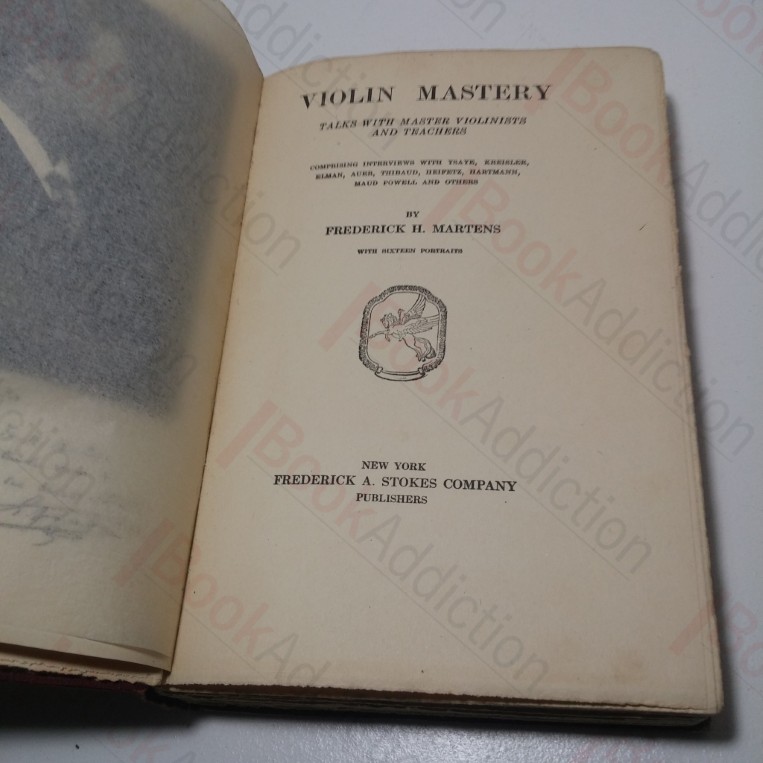 VIOLIN MASTERY
TALKS WITH MASTER VIOLINISTS
AND TEACHERS
COMPRISING INTERVIEWS WITH YSAYE, KREISLER,
ELMAN, AUER, THIBAUD, HEIFETZ, HARTMANN,
MAUD POWELL AND OTHERS
BY
FREDERICK H. MARTENS
WITH SIXTEEN PORTRAITS
NEW YORK
FREDERICK A. STOKES COMPANY
PUBLISHERS
BookAddiction